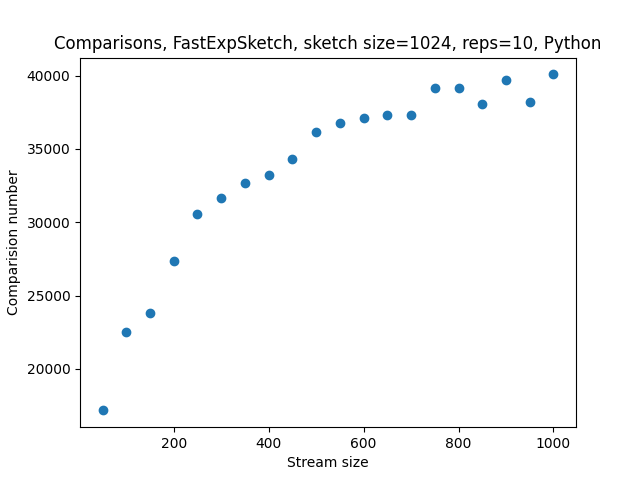 Comparisons, FastExpSketch, sketch size=1024, reps=10, Python
40000
35000
30000
25000
20000
Comparision number
200 400 600 800 1000
Stream size